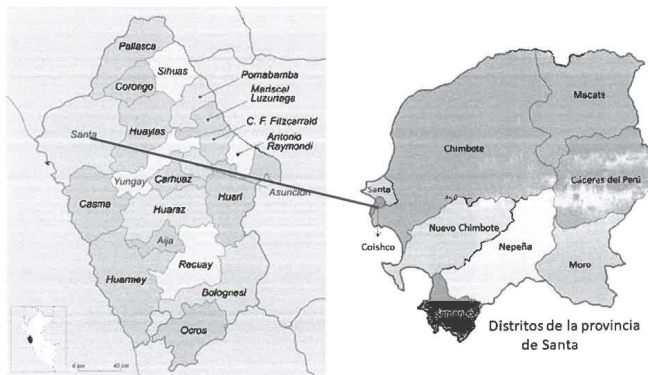 Pallasca
Sihuas
Corongo
Pomabamba
Mariscal
Luzuriaga
C. F. Fitzcarrald
Antonio
Raymondi
Santa
Huaylas
Yungay
Carhuaz
Asunción
Casma
Huaraz
Huari
Aija
Recuay
Huarmey
Bolognesi
Ocros
Macate
Chimbote
Santa
Cáceres del Perú
Nuevo Chimbote
Coishco
Nepeña
Moro
Distritos de la provincia
de Santa